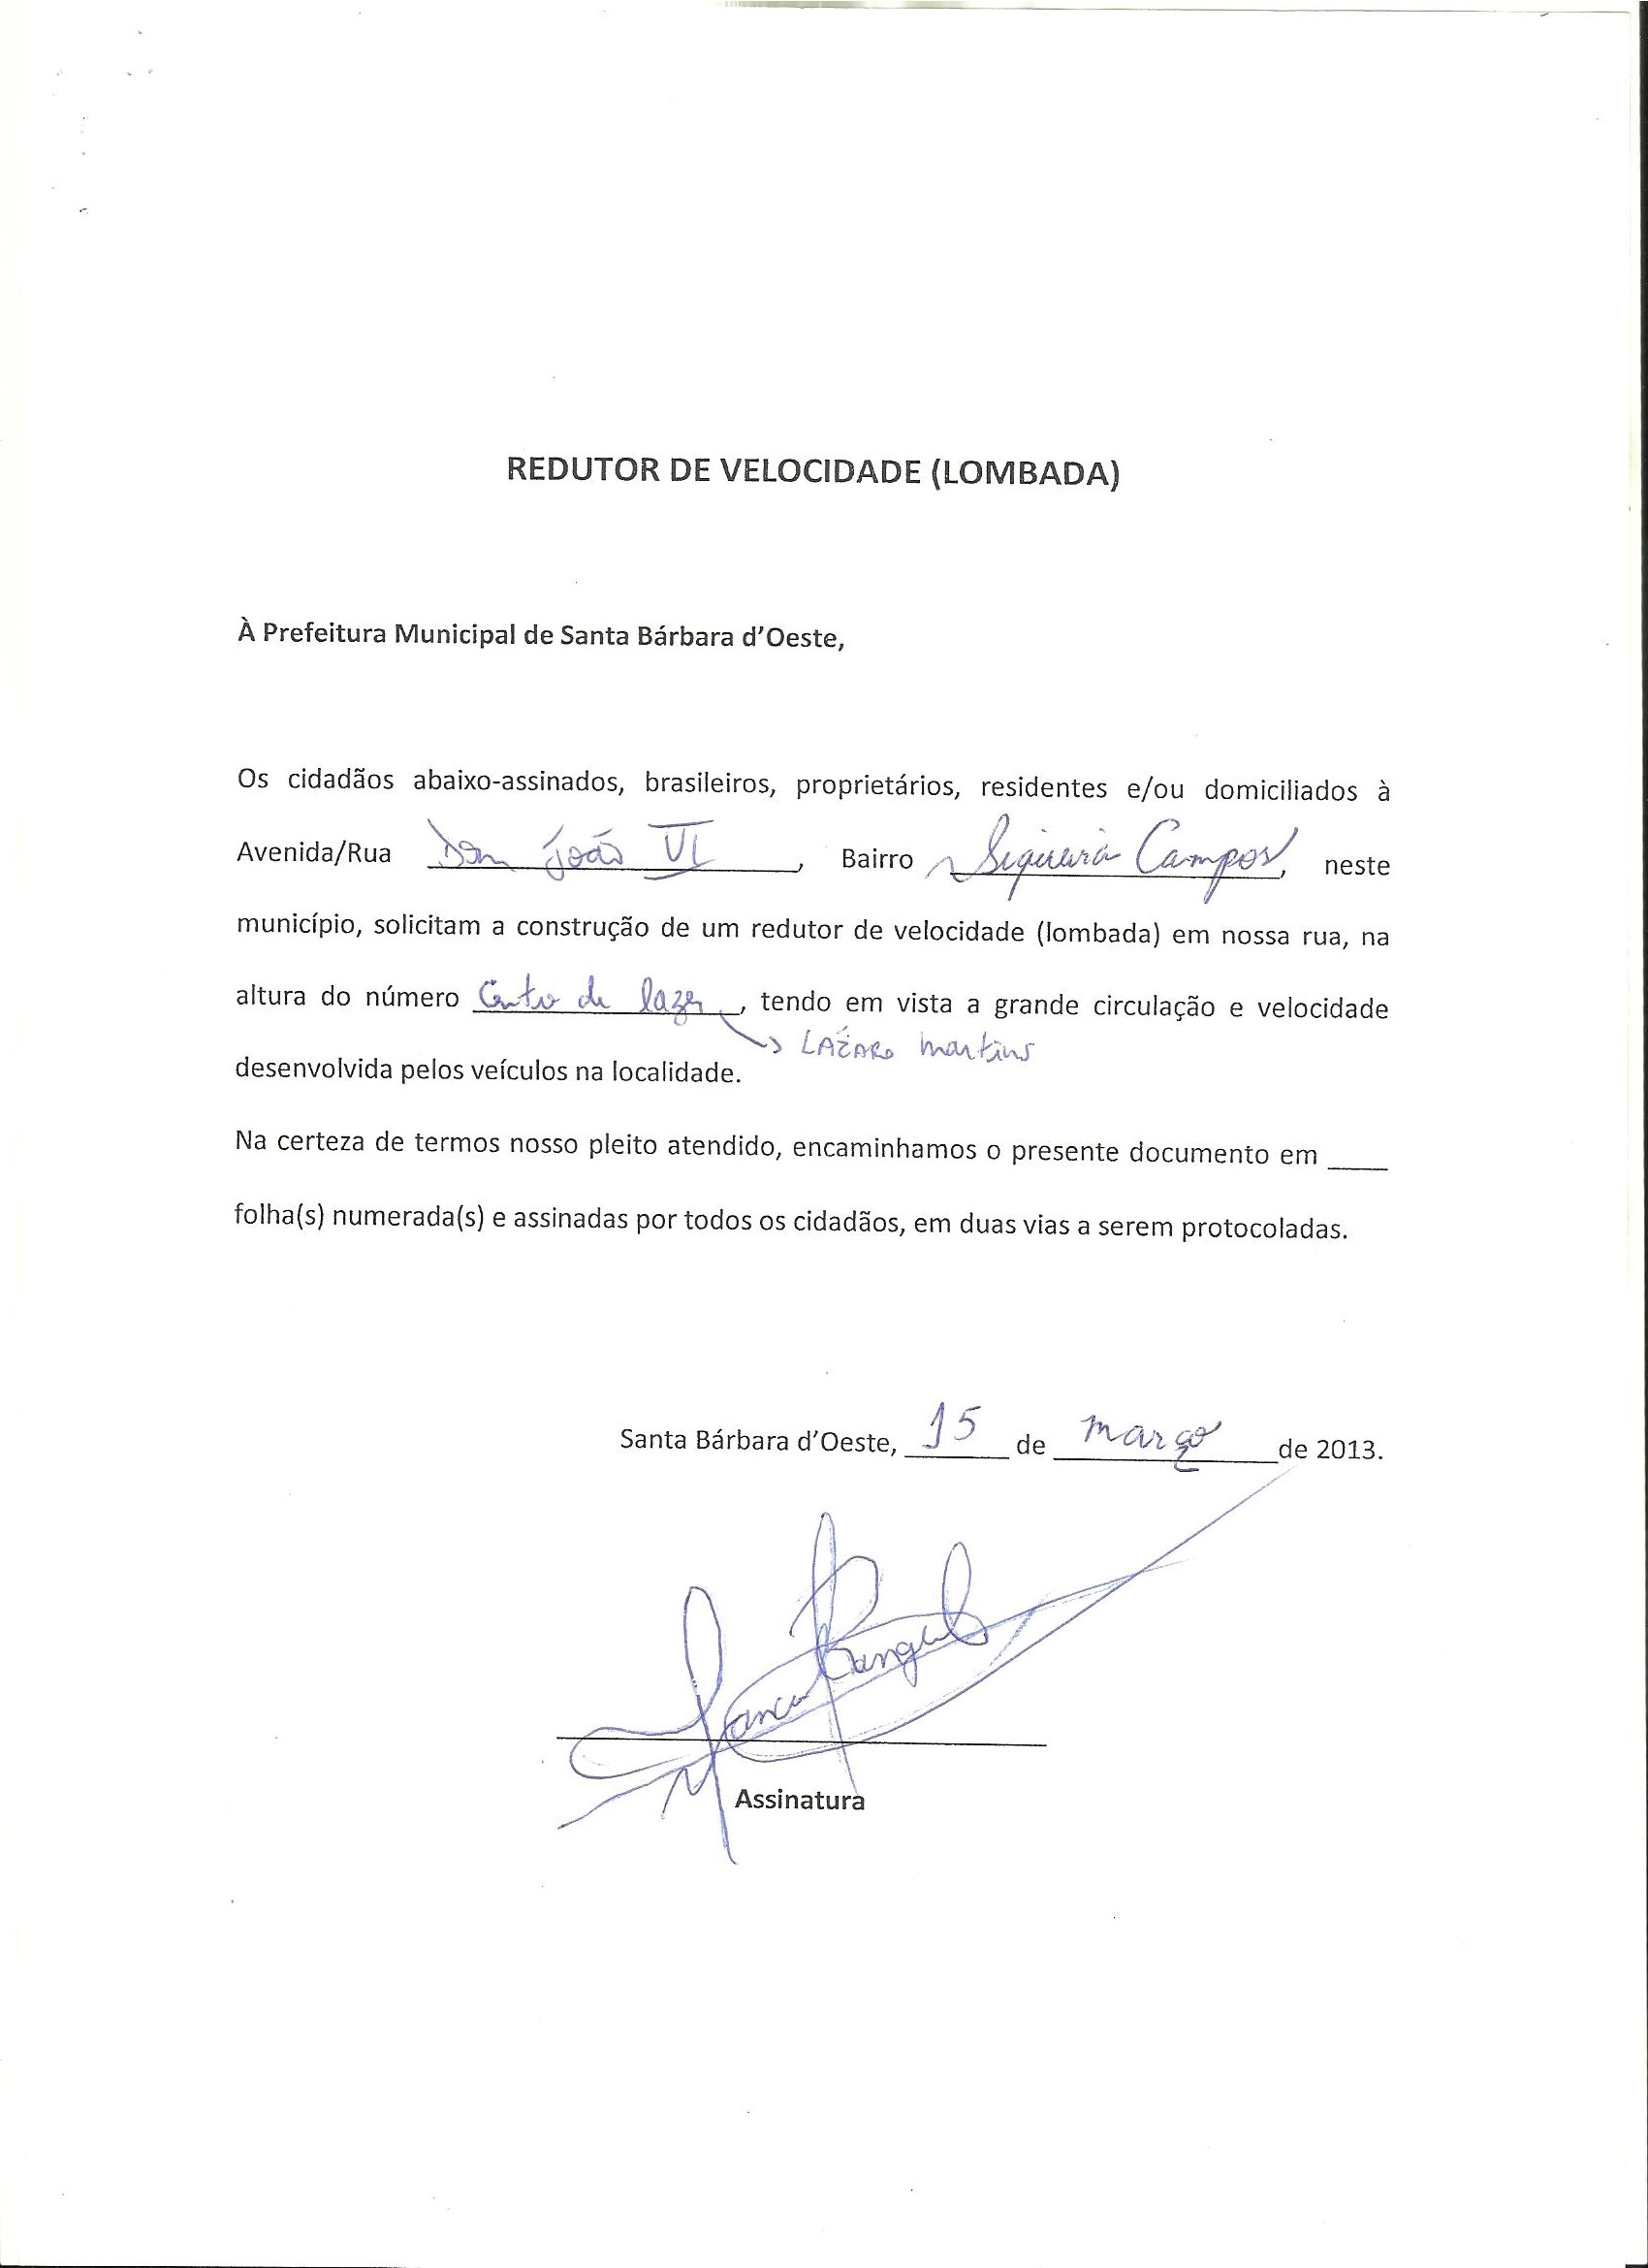 REDUTOR DE VELOCIDADE (LOMBADA)
À Prefeitura Municipal de Santa Bárbara d'Oeste,
Os cidadãos abaixo-assinados, brasileiros, proprietários, residentes e/ou domiciliados à
Avenida/Rua Dom João VI, Bairro Siqueira Campos, neste
município, solicitam a construção de um redutor de velocidade (lombada) em nossa rua, na
altura do número Centro de lazer, tendo em vista a grande circulação e velocidade
→ LÁZARO martins
desenvolvida pelos veículos na localidade.
Na certeza de termos nosso pleito atendido, encaminhamos o presente documento em ____
folha(s) numerada(s) e assinadas por todos os cidadãos, em duas vias a serem protocoladas.
Santa Bárbara d'Oeste, 15 de março de 2013.
Assinatura